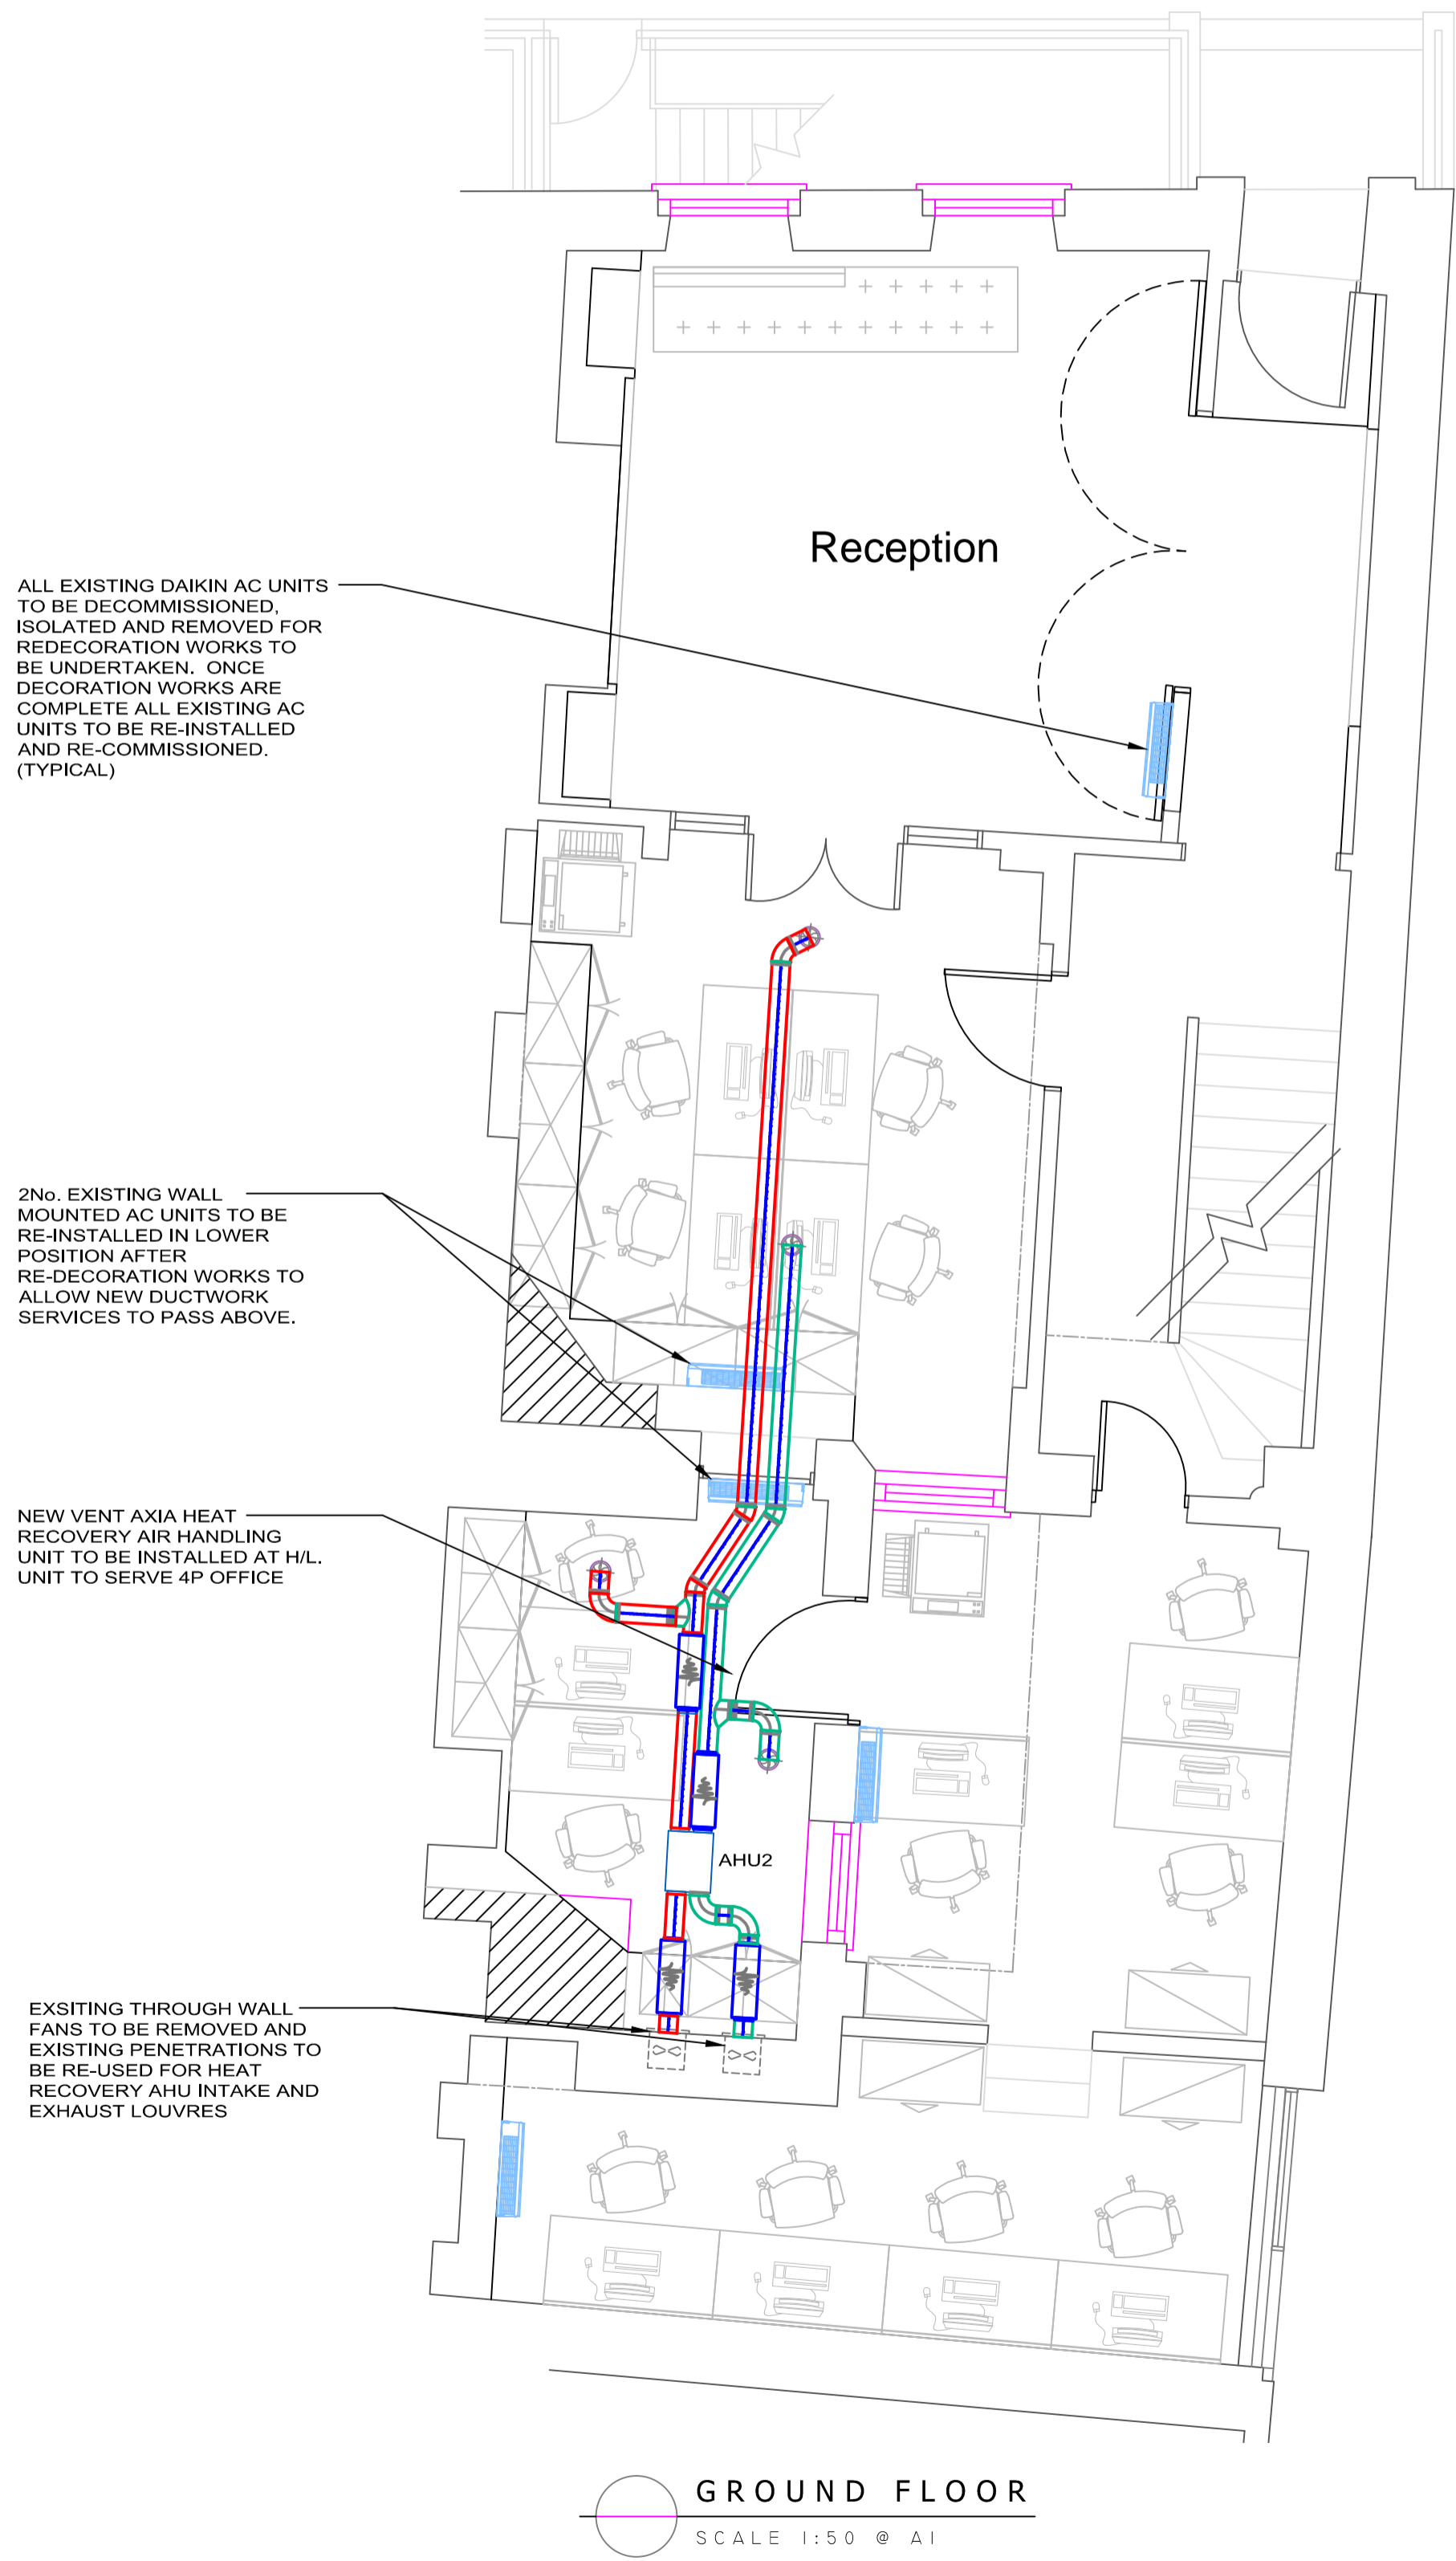 Reception
ALL EXISTING DAIKIN AC UNITS
TO BE DECOMMISSIONED,
ISOLATED AND REMOVED FOR
REDECORATION WORKS TO
BE UNDERTAKEN. ONCE
DECORATION WORKS ARE
COMPLETE ALL EXISTING AC
UNITS TO BE RE-INSTALLED
AND RE-COMMISSIONED.
(TYPICAL)
2No. EXISTING WALL
MOUNTED AC UNITS TO BE
RE-INSTALLED IN LOWER
POSITION AFTER
RE-DECORATION WORKS TO
ALLOW NEW DUCTWORK
SERVICES TO PASS ABOVE.
NEW VENT AXIA HEAT
RECOVERY AIR HANDLING
UNIT TO BE INSTALLED AT H/L.
UNIT TO SERVE 4P OFFICE
AHU2
EXSITING THROUGH WALL
FANS TO BE REMOVED AND
EXISTING PENETRATIONS TO
BE RE-USED FOR HEAT
RECOVERY AHU INTAKE AND
EXHAUST LOUVRES
GROUND FLOOR
SCALE 1:50 @ A1